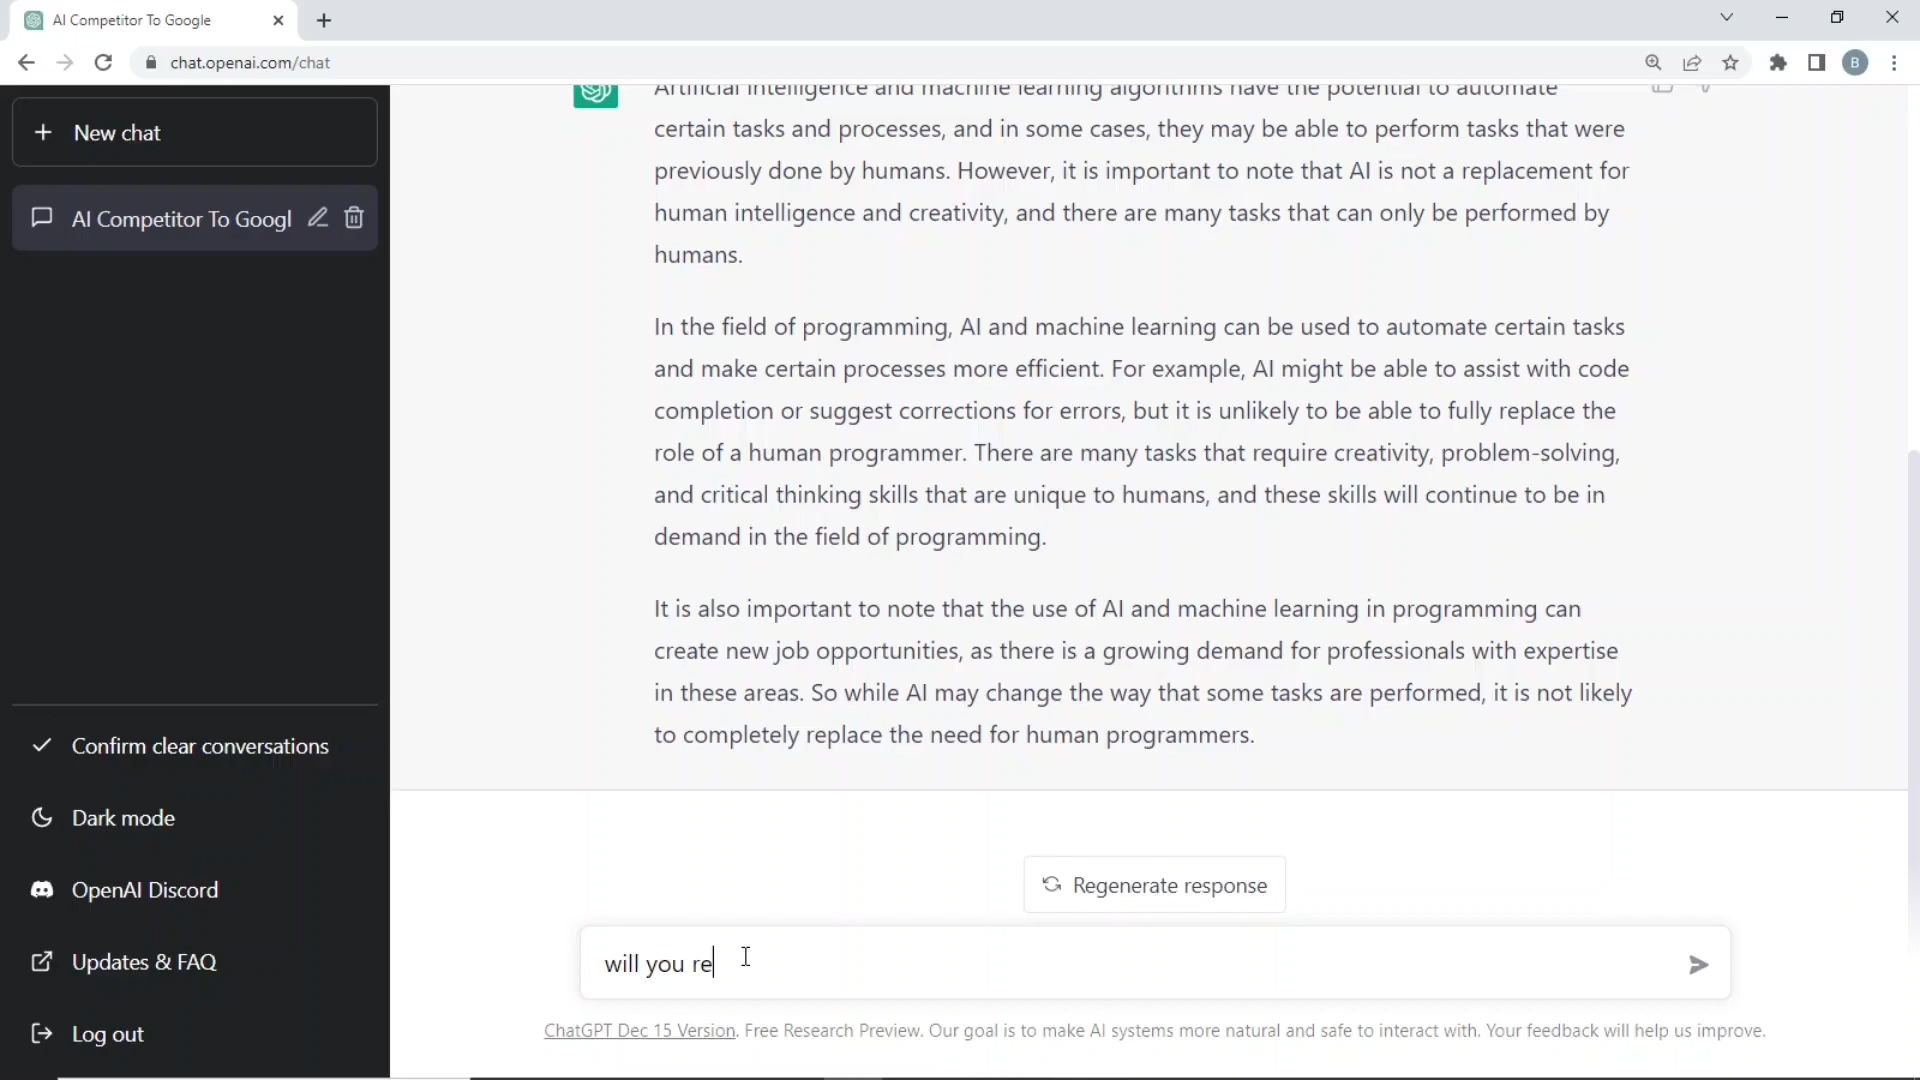 AI Competitor To Google
chat.openai.com/chat
B
New chat
AI Competitor To Googl
Confirm clear conversations
Dark mode
OpenAI Discord
Updates & FAQ
Log out
Artificial intelligence and machine learning algorithms have the potential to automate
certain tasks and processes, and in some cases, they may be able to perform tasks that were
previously done by humans. However, it is important to note that AI is not a replacement for
human intelligence and creativity, and there are many tasks that can only be performed by
humans.
In the field of programming, AI and machine learning can be used to automate certain tasks
and make certain processes more efficient. For example, AI might be able to assist with code
completion or suggest corrections for errors, but it is unlikely to be able to fully replace the
role of a human programmer. There are many tasks that require creativity, problem-solving,
and critical thinking skills that are unique to humans, and these skills will continue to be in
demand in the field of programming.
It is also important to note that the use of AI and machine learning in programming can
create new job opportunities, as there is a growing demand for professionals with expertise
in these areas. So while AI may change the way that some tasks are performed, it is not likely
to completely replace the need for human programmers.
Regenerate response
will you re
ChatGPT Dec 15 Version. Free Research Preview. Our goal is to make AI systems more natural and safe to interact with. Your feedback will help us improve.